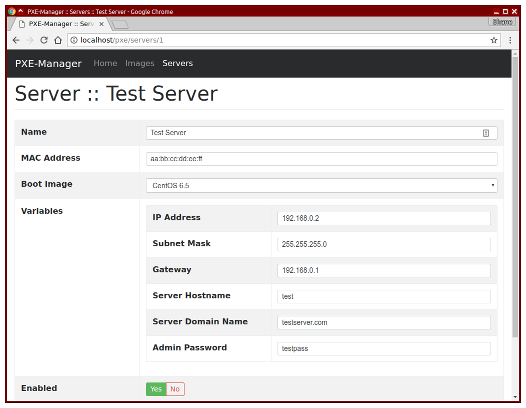 PXE-Manager :: Servers :: Test Server - Google Chrome
PXE-Manager :: Serv
localhost/pxe/servers/1
PXE-Manager Home Images Servers
Server :: Test Server
Name Test Server
MAC Address aa:bb:cc:dd:ee:ff
Boot Image CentOS 6.5
Variables
IP Address 192.168.0.2
Subnet Mask 255.255.255.0
Gateway 192.168.0.1
Server Hostname test
Server Domain Name testserver.com
Admin Password testpass
Enabled Yes No